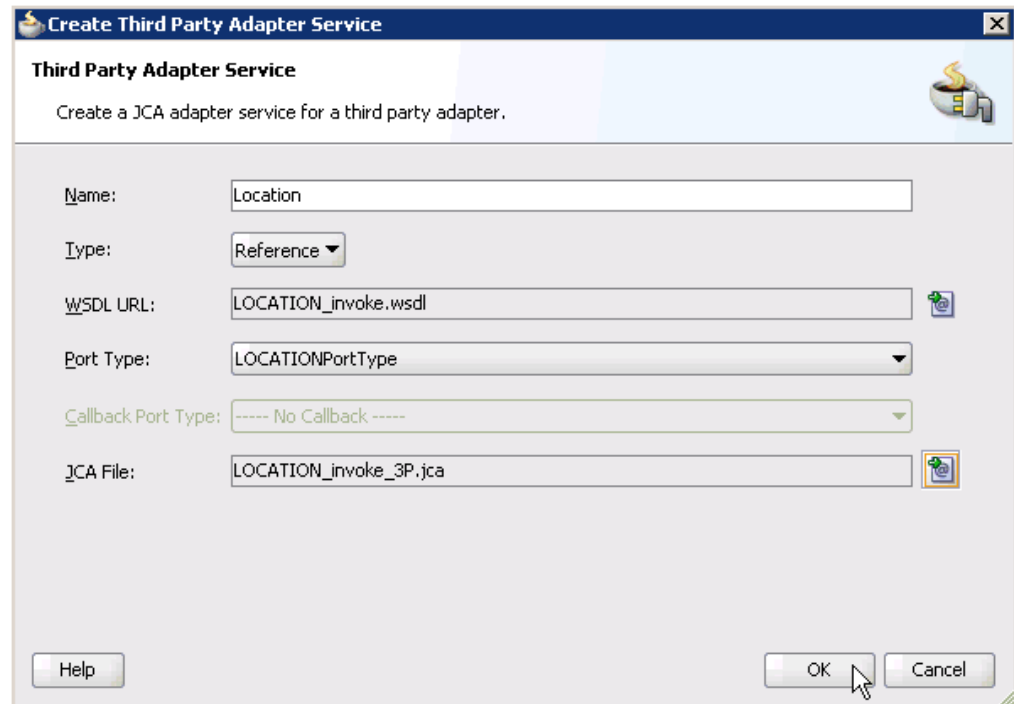 Create Third Party Adapter Service
Third Party Adapter Service
Create a JCA adapter service for a third party adapter.
Name: Location
Type: Reference
WSDL URL: LOCATION_invoke.wsdl
Port Type: LOCATIONPortType
Callback Port Type: ----- No Callback -----
JCA File: LOCATION_invoke_3P.jca
Help OK Cancel